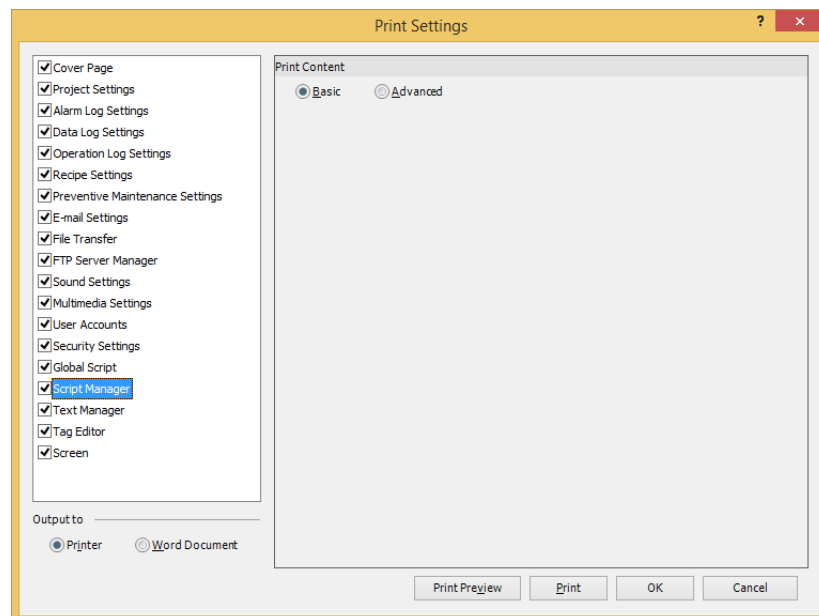 Print Settings
?
Cover Page
Project Settings
Alarm Log Settings
Data Log Settings
Operation Log Settings
Recipe Settings
Preventive Maintenance Settings
E-mail Settings
File Transfer
FTP Server Manager
Sound Settings
Multimedia Settings
User Accounts
Security Settings
Global Script
Script Manager
Text Manager
Tag Editor
Screen
Output to
Printer Word Document
Print Content
Basic Advanced
Print Preview Print OK Cancel